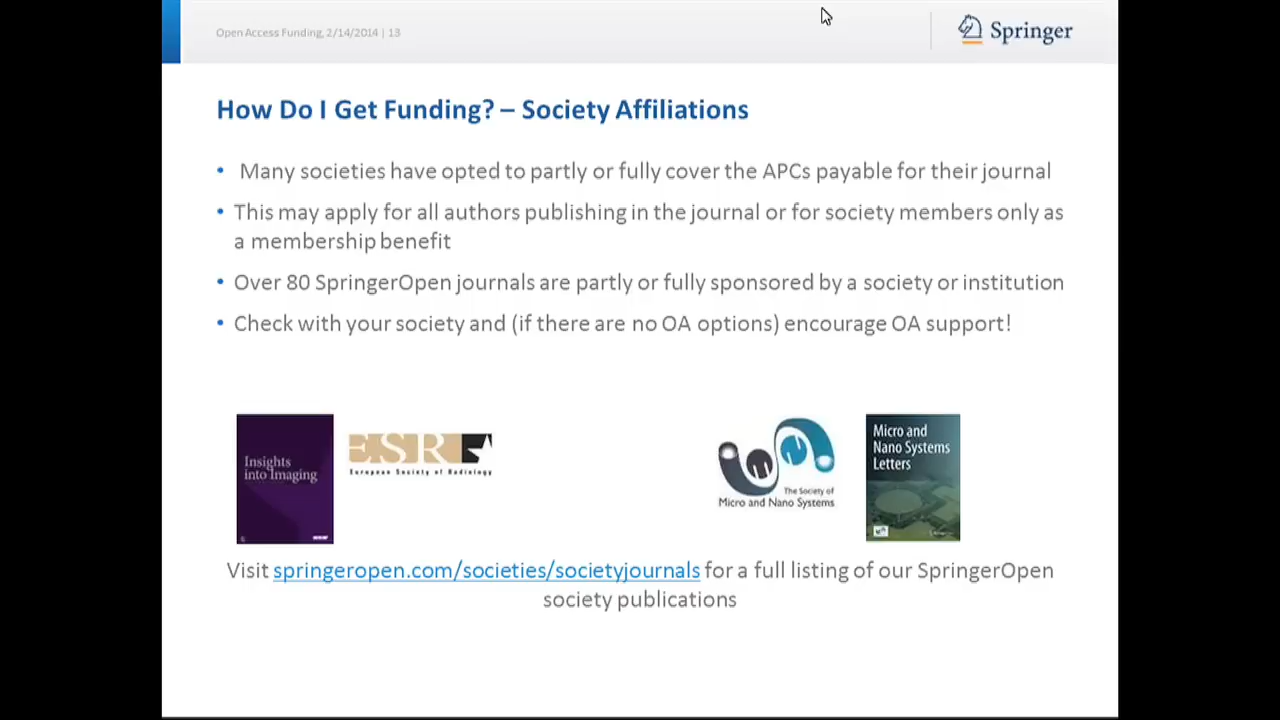 Open Access Funding, 2/14/2014 | 13
Springer
How Do I Get Funding? – Society Affiliations
• Many societies have opted to partly or fully cover the APCs payable for their journal
• This may apply for all authors publishing in the journal or for society members only as
a membership benefit
• Over 80 SpringerOpen journals are partly or fully sponsored by a society or institution
• Check with your society and (if there are no OA options) encourage OA support!
Insights
into Imaging
ESR
European Society of Radiology
The Society of
Micro and Nano Systems
Micro and
Nano Systems
Letters
Visit springeropen.com/societies/societyjournals for a full listing of our SpringerOpen
society publications